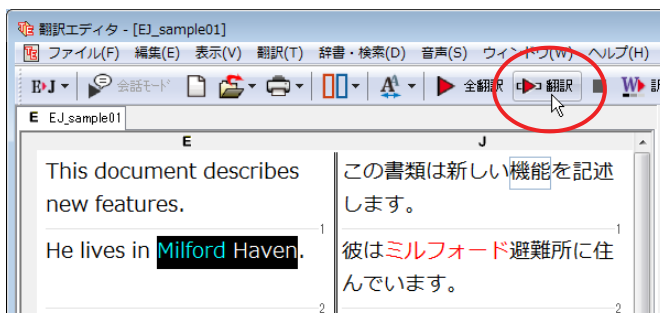 翻訳エディタ - [EJ_sample01]
ファイル(F) 編集(E) 表示(V) 翻訳(T) 辞書・検索(D) 音声(S) ウィンドウ(W) ヘルプ(H)
E▸J 会話モード 全翻訳 翻訳 W
E EJ_sample01
E J
This document describes
new features.
1
この書類は新しい機能を記述
します。
1
He lives in Milford Haven.
2
彼はミルフォード避難所に住
んでいます。
2